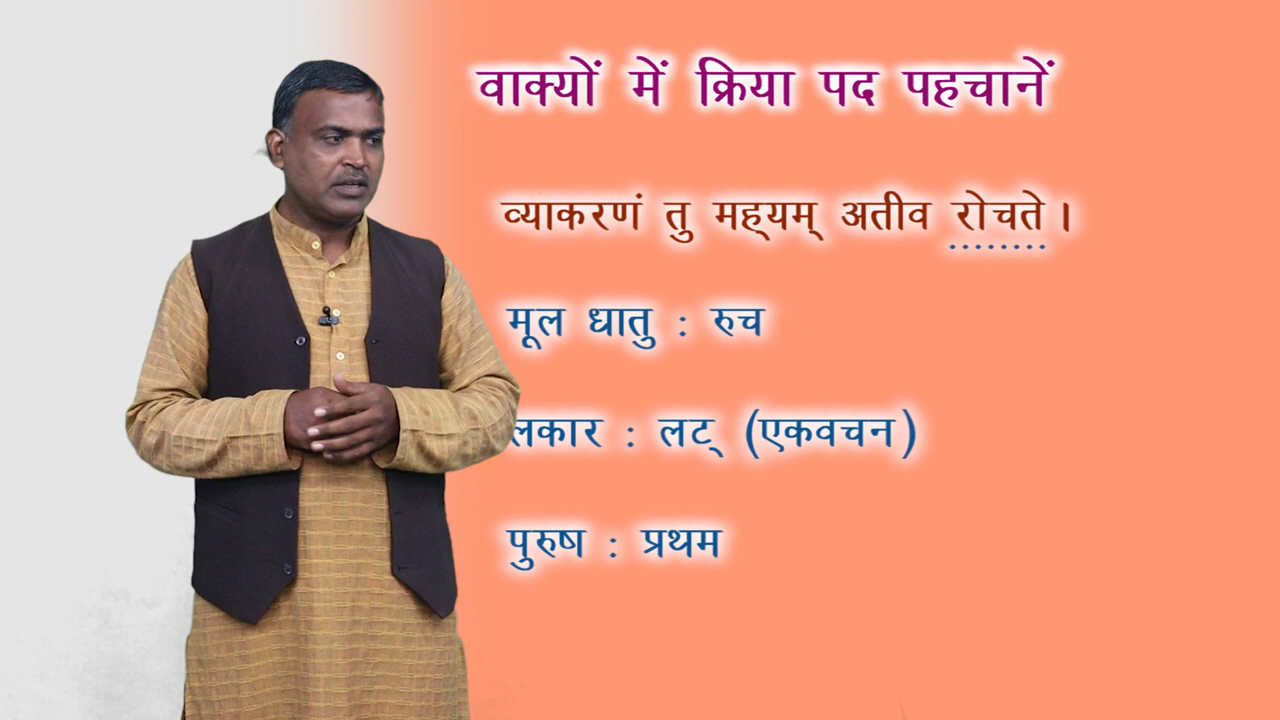 वाक्यों में क्रिया पद पहचानें
व्याकरणं तु मह्यम् अतीव रोचते ।
मूल धातु : रुच
लकार : लट् (एकवचन)
पुरुष : प्रथम